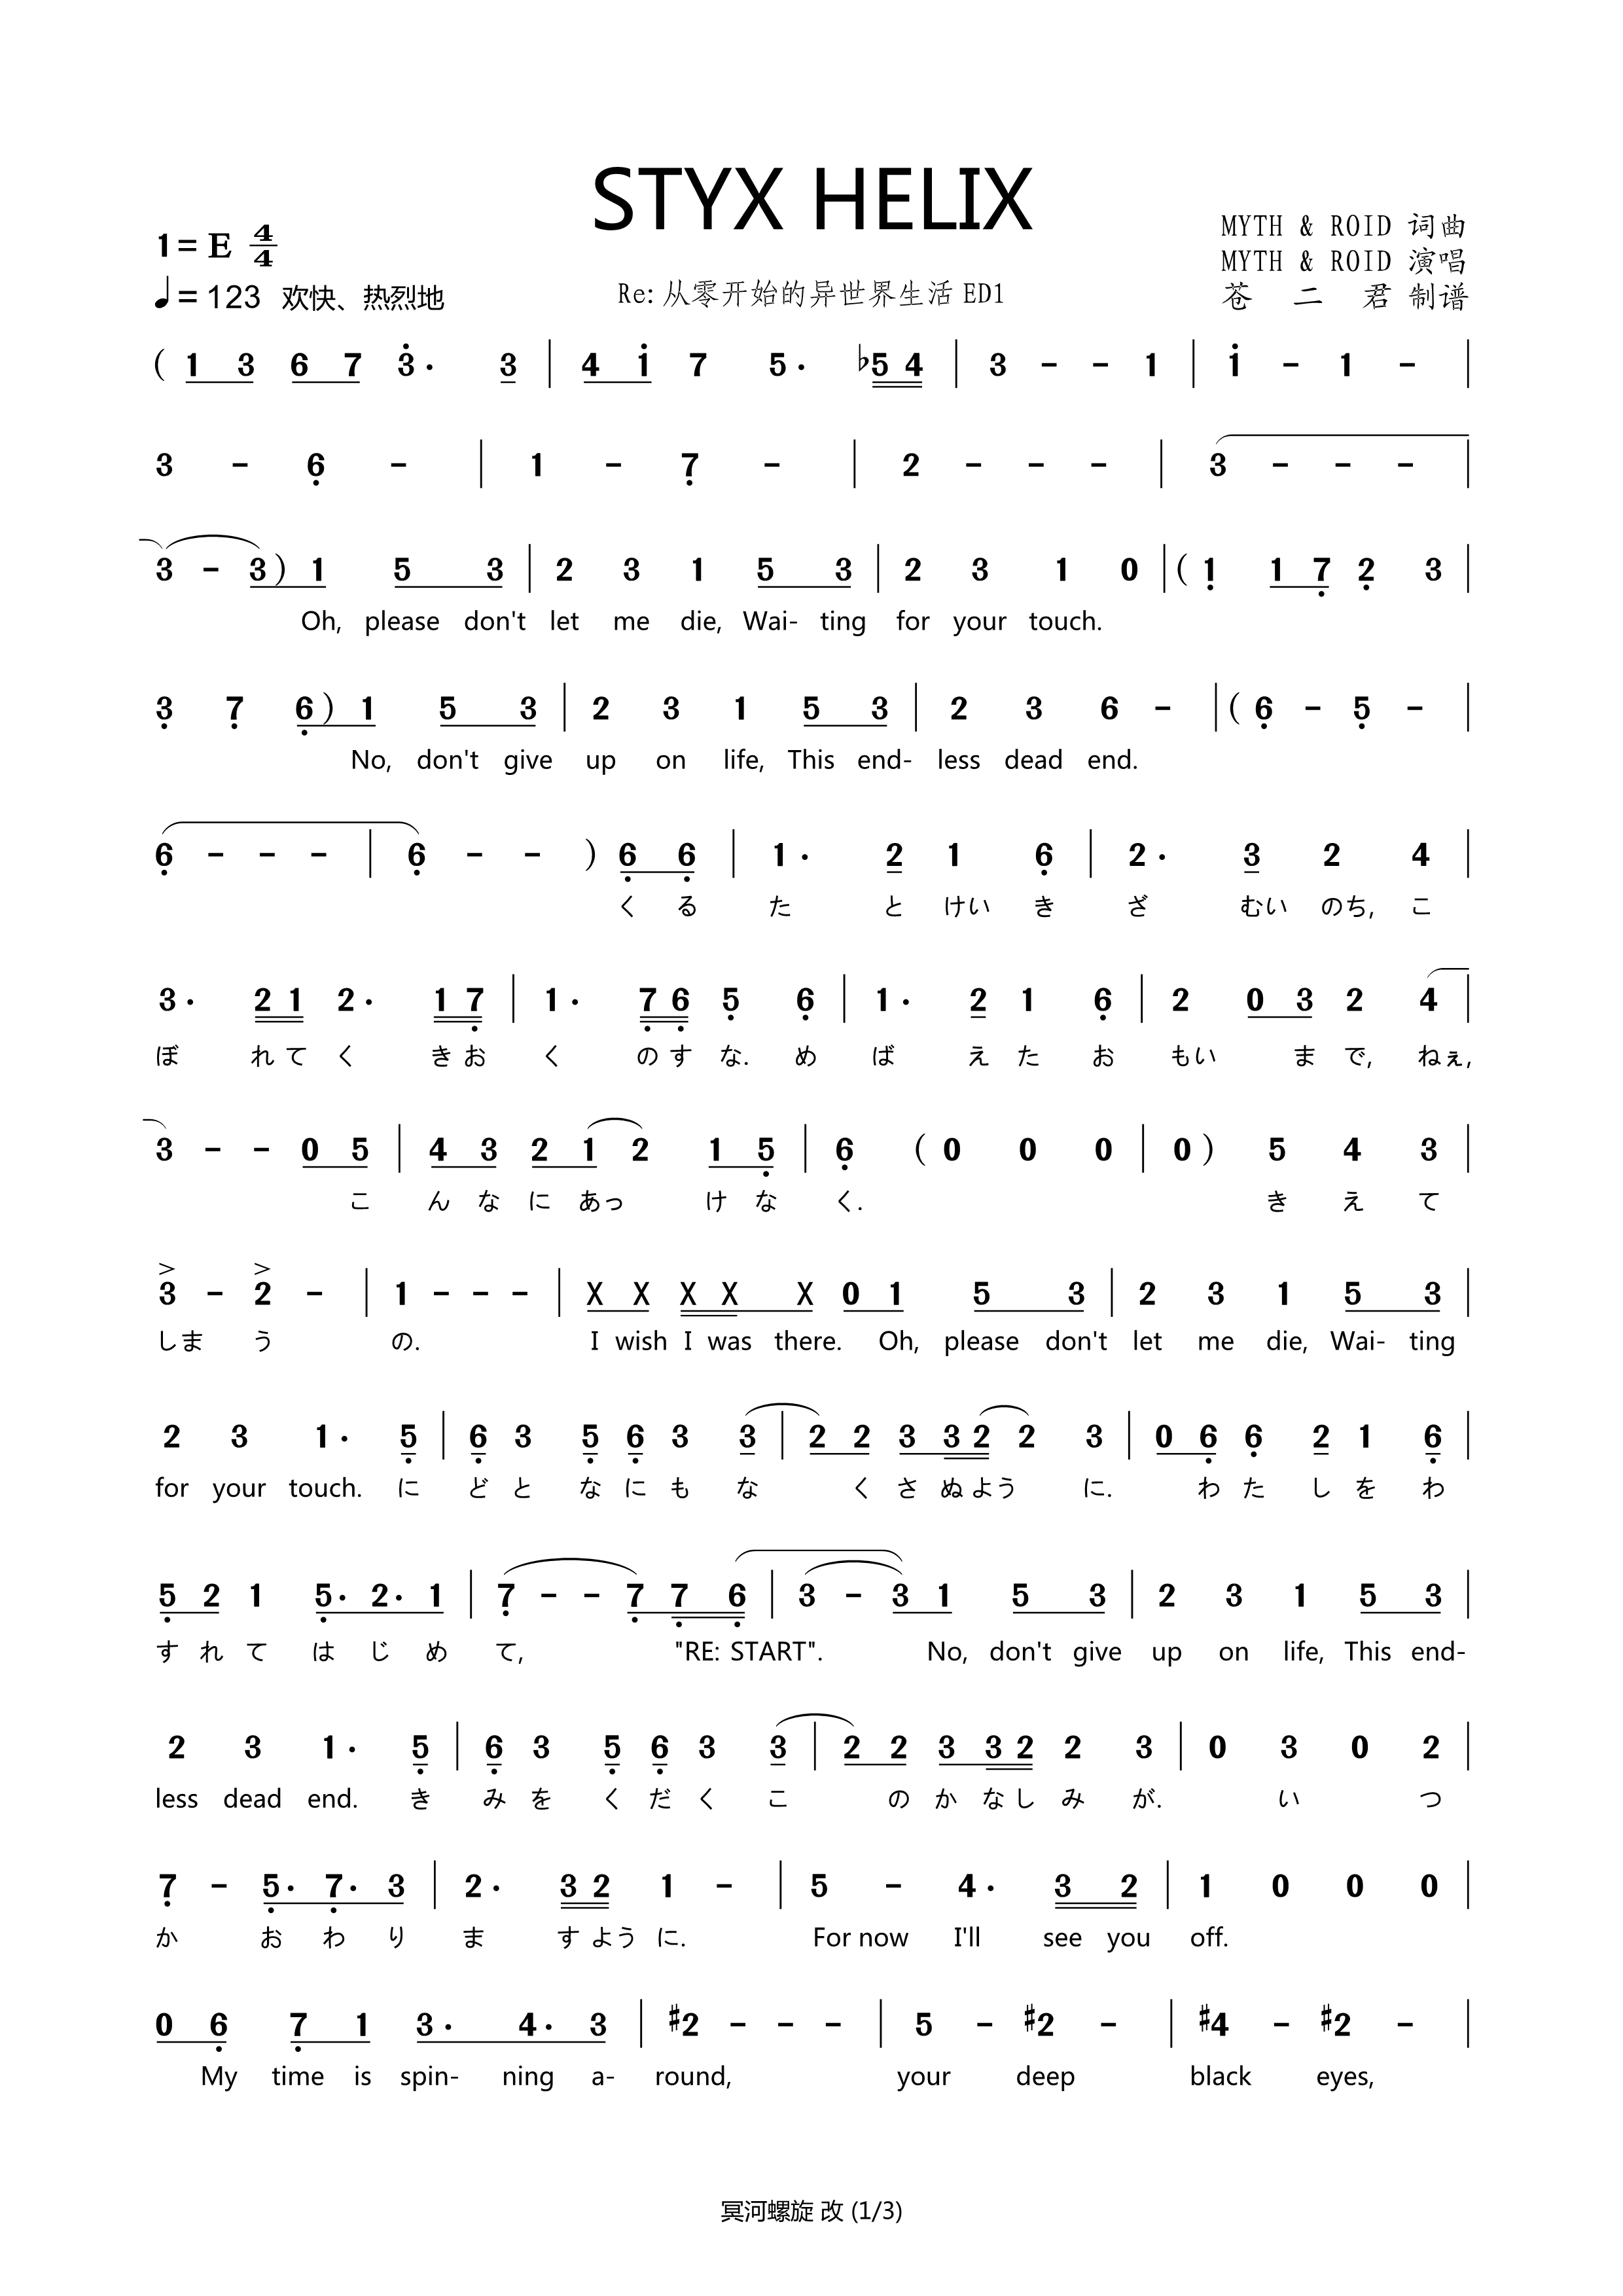 STYX HELIX
1=E 4/4
♩=123 欢快、热烈地
Re:从零开始的异世界生活 ED1
MYTH & ROID 词曲
MYTH & ROID 演唱
苍 二 君 制谱
( 1 3 6 7 3· 3 | 4 1 7 5· ♭5 4 | 3 - - 1 | 1 - 1 - |
3 - 6 - | 1 - 7 - | 2 - - - | 3 - - - |
3 - 3 ) 1 5 3 | 2 3 1 5 3 | 2 3 1 0 | ( 1 1 7 2 3 |
Oh, please don't let me die, Wai- ting for your touch.
3 7 6 ) 1 5 3 | 2 3 1 5 3 | 2 3 6 - | ( 6 - 5 - |
No, don't give up on life, This end- less dead end.
6 - - - | 6 - - ) 6 6 | 1· 2 1 6 | 2· 3 2 4 |
く る た と けい き ざ むい のち, こ
3· 2 1 2· 1 7 | 1· 7 6 5 6 | 1· 2 1 6 | 2 0 3 2 4 |
ぼ れ て く き お く の す な. め ば え た お もい ま で, ねぇ,
3 - - 0 5 | 4 3 2 1 2 1 5 | 6 ( 0 0 0 | 0 ) 5 4 3 |
こ ん な に あっ け な く. き え て
3 - 2 - | 1 - - - | X X X X X 0 1 5 3 | 2 3 1 5 3 |
しま う の. I wish I was there. Oh, please don't let me die, Wai- ting
2 3 1· 5 | 6 3 5 6 3 3 | 2 2 3 3 2 2 3 | 0 6 6 2 1 6 |
for your touch. に ど と な に も な く さ ぬ よう に. わ た し を わ
5 2 1 5· 2· 1 | 7 - - 7 7 6 | 3 - 3 1 5 3 | 2 3 1 5 3 |
す れ て は じ め て, "RE: START". No, don't give up on life, This end-
2 3 1· 5 | 6 3 5 6 3 3 | 2 2 3 3 2 2 3 | 0 3 0 2 |
less dead end. き み を く だ く こ の か な し み が. い つ
7 - 5· 7· 3 | 2· 3 2 1 - | 5 - 4· 3 2 | 1 0 0 0 |
か お わ り ま す よう に. For now I'll see you off.
0 6 7 1 3· 4· 3 | ♯2 - - - | 5 - ♯2 - | ♯4 - ♯2 - |
My time is spin- ning a- round, your deep black eyes,
冥河螺旋 改 (1/3)